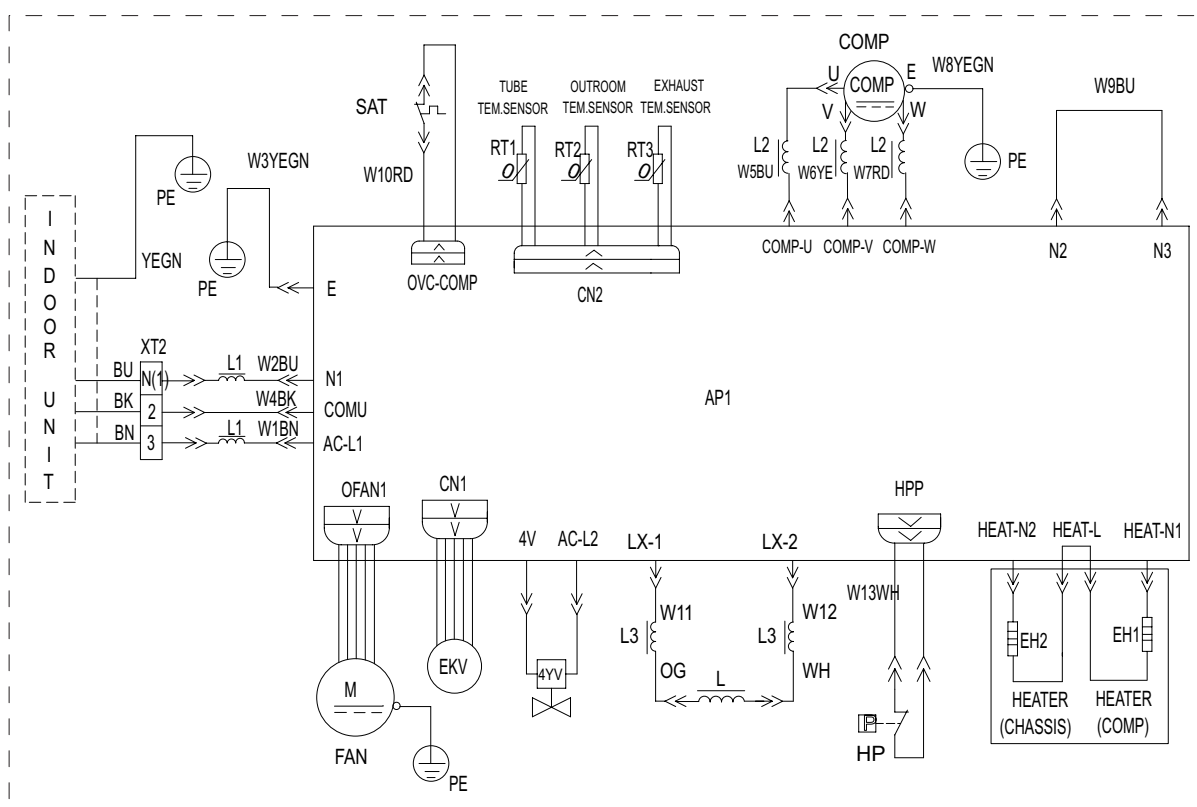 COMP
U
COMP
E
W8YEGN
V
W
W9BU
TUBE
TEM.SENSOR
OUTROOM
TEM.SENSOR
EXHAUST
TEM.SENSOR
SAT
RT1
RT2
RT3
L2
W5BU
L2
W6YE
L2
W7RD
PE
W10RD
W3YEGN
PE
YEGN
PE
INDOOR UNIT
OVC-COMP
CN2
COMP-U
COMP-V
COMP-W
N2
N3
E
XT2
BU
N(1)
L1
W2BU
N1
BK
2
W4BK
COMU
BN
3
L1
W1BN
AC-L1
AP1
OFAN1
CN1
4V
AC-L2
LX-1
LX-2
HPP
HEAT-N2
HEAT-L
HEAT-N1
W13WH
W11
L3
OG
W12
L3
WH
L
EH2
EH1
HEATER
(CHASSIS)
HEATER
(COMP)
M
FAN
PE
EKV
4YV
P
HP